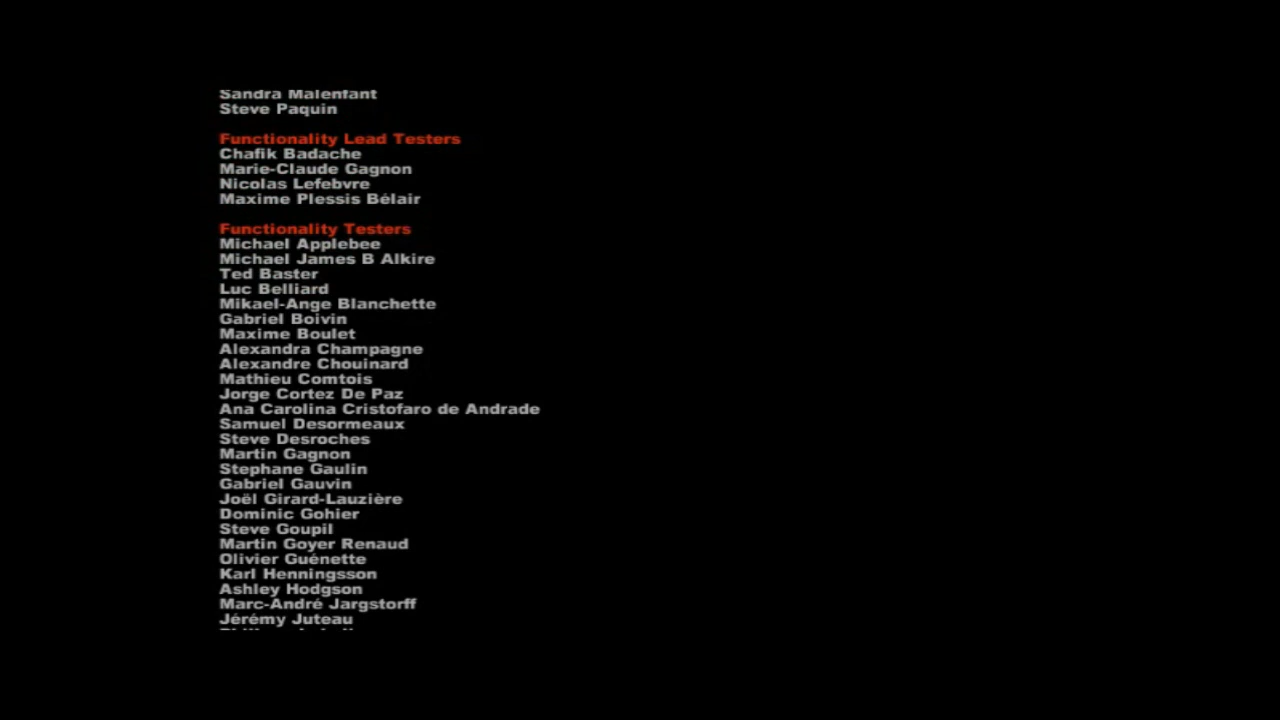 Sandra Malenfant
Steve Paquin
Functionality Lead Testers
Chafik Badache
Marie-Claude Gagnon
Nicolas Lefebvre
Maxime Plessis Bélair
Functionality Testers
Michael Applebee
Michael James B Alkire
Ted Baster
Luc Belliard
Mikael-Ange Blanchette
Gabriel Boivin
Maxime Boulet
Alexandra Champagne
Alexandre Chouinard
Mathieu Comtois
Jorge Cortez De Paz
Ana Carolina Cristofaro de Andrade
Samuel Desormeaux
Steve Desroches
Martin Gagnon
Stephane Gaulin
Gabriel Gauvin
Joël Girard-Lauzière
Dominic Gohier
Steve Goupil
Martin Goyer Renaud
Olivier Guénette
Karl Henningsson
Ashley Hodgson
Marc-André Jargstorff
Jérémy Juteau